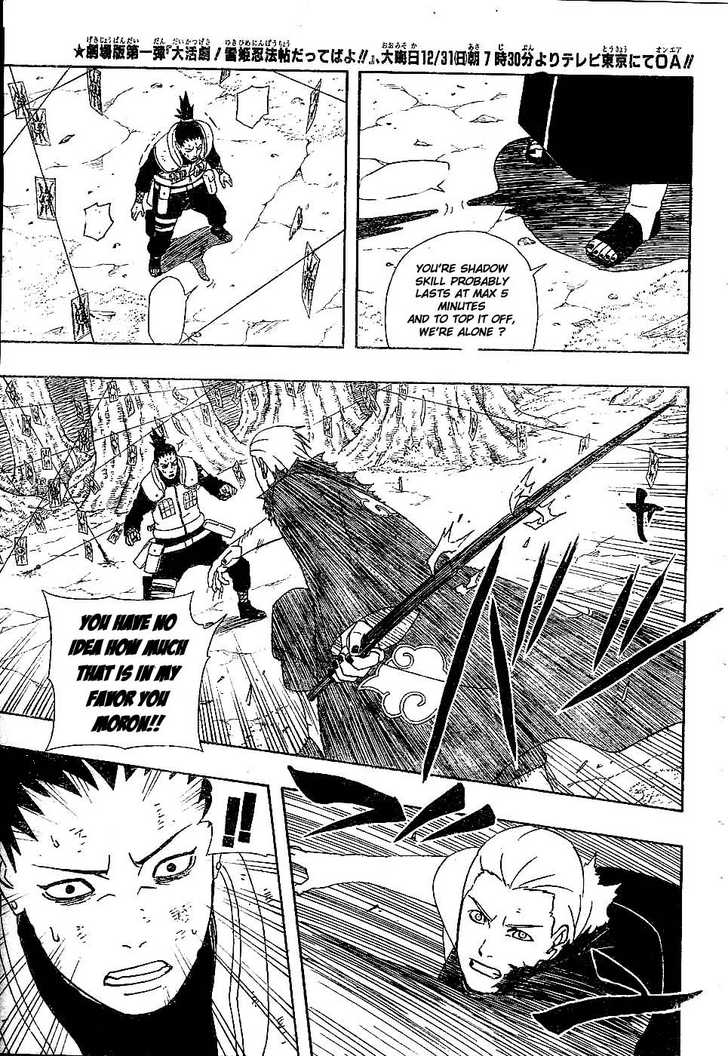 ★劇場版第一弾『大活劇!雪姫忍法帖だってばよ!!』、大晦日12/31(日)朝7時30分よりテレビ東京にてOA!!
YOU'RE SHADOW
SKILL PROBABLY
LASTS AT MAX 5
MINUTES
AND TO TOP IT OFF,
WE'RE ALONE ?
YOU HAVE NO
IDEA HOW MUCH
THAT IS IN MY
FAVOR YOU
MORON!!
!!